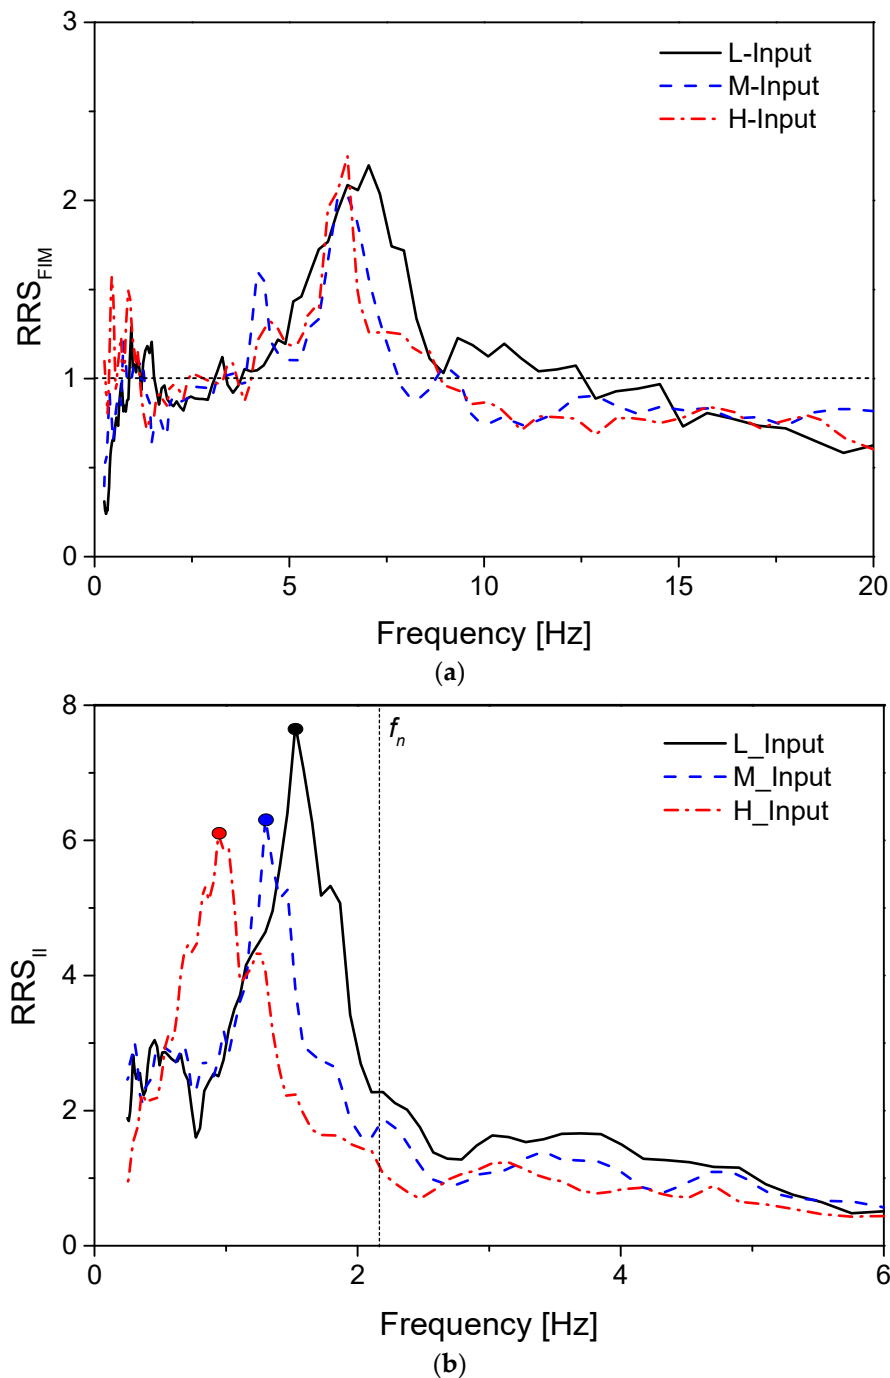 3
L-Input
M-Input
H-Input
2
RRS_FIM
1
0
0 5 10 15 20
Frequency [Hz]
(a)
8
f_n
L_Input
M_Input
H_Input
6
RRS_II
4
2
0
0 2 4 6
Frequency [Hz]
(b)